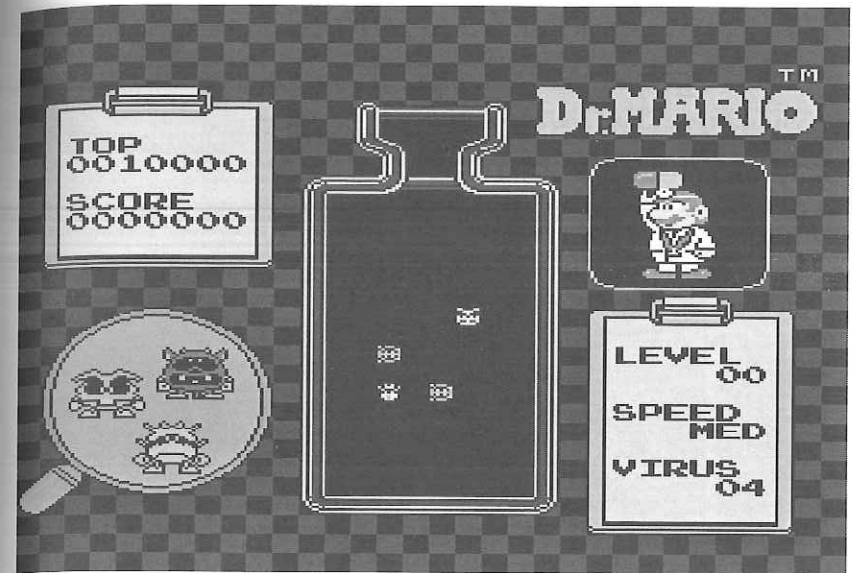 TOP
0010000
SCORE
0000000
TM
Dr.MARIO
LEVEL
00
SPEED
MED
VIRUS
04